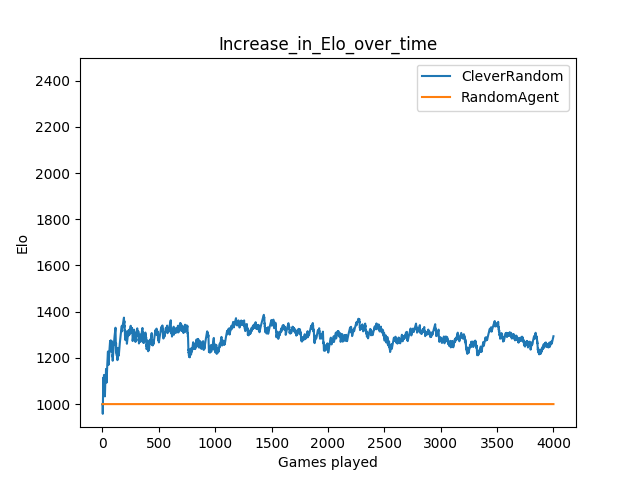 Increase_in_Elo_over_time
CleverRandom
RandomAgent
2400
2200
2000
1800
1600
1400
1200
1000
Elo
0 500 1000 1500 2000 2500 3000 3500 4000
Games played